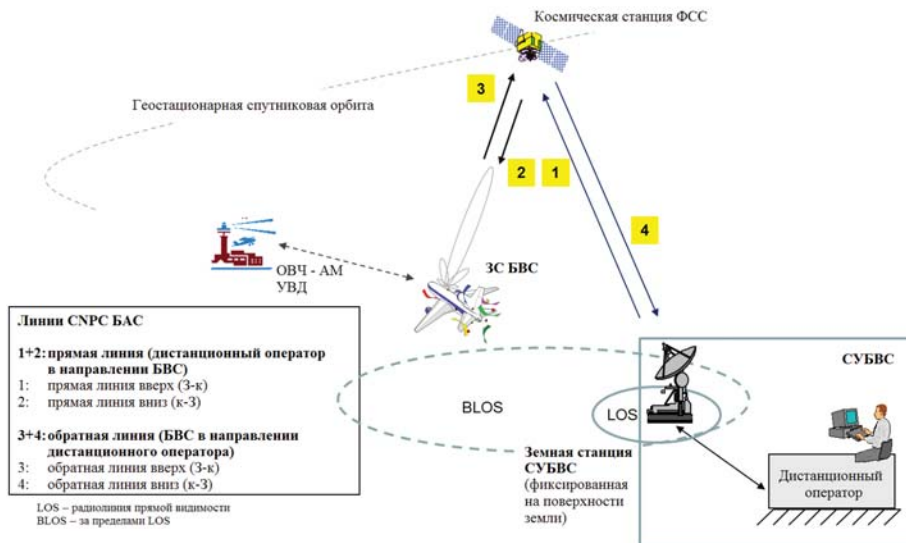 Космическая станция ФСС
3
Геостационарная спутниковая орбита
2 1
4
ЗС БВС
ОВЧ - АМ
УВД
Линии CNPC БАС
1+2: прямая линия (дистанционный оператор
в направлении БВС)
1: прямая линия вверх (З-к)
2: прямая линия вниз (к-З)
3+4: обратная линия (БВС в направлении
дистанционного оператора)
3: обратная линия вверх (З-к)
4: обратная линия вниз (к-З)
LOS – радиолиния прямой видимости
BLOS – за пределами LOS
BLOS
LOS
СУБВС
Земная станция
СУБВС
(фиксированная
на поверхности
земли)
Дистанционный
оператор